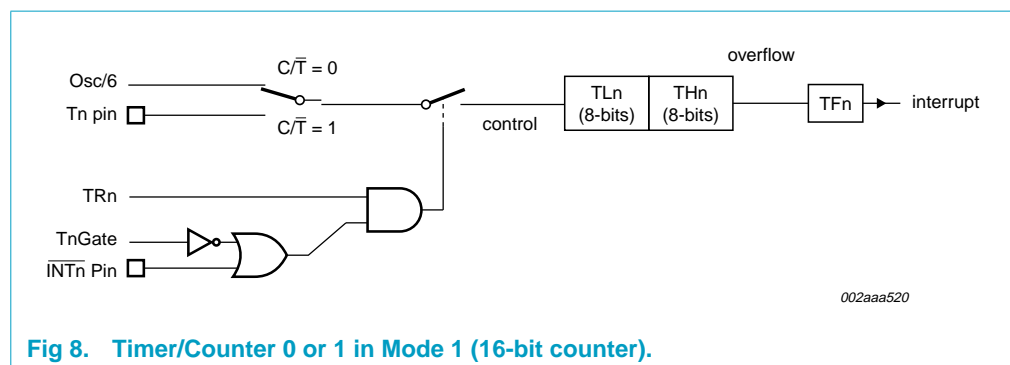 overflow
C/T̅ = 0
Osc/6
Tn pin
C/T̅ = 1
control
TLn
(8-bits)
THn
(8-bits)
TFn
interrupt
TRn
TnGate
I̅N̅T̅n̅ Pin
002aaa520
Fig 8. Timer/Counter 0 or 1 in Mode 1 (16-bit counter).